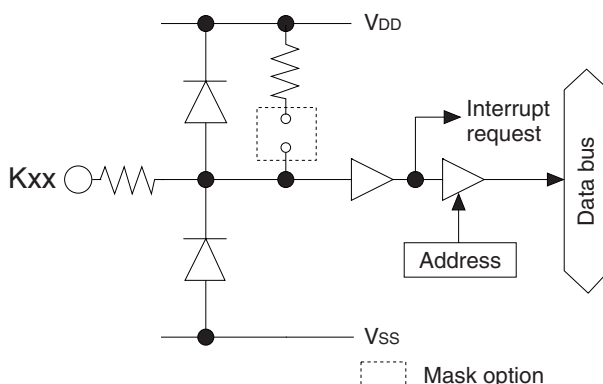 VDD
Interrupt
request
Kxx
Data bus
Address
VSS
Mask option